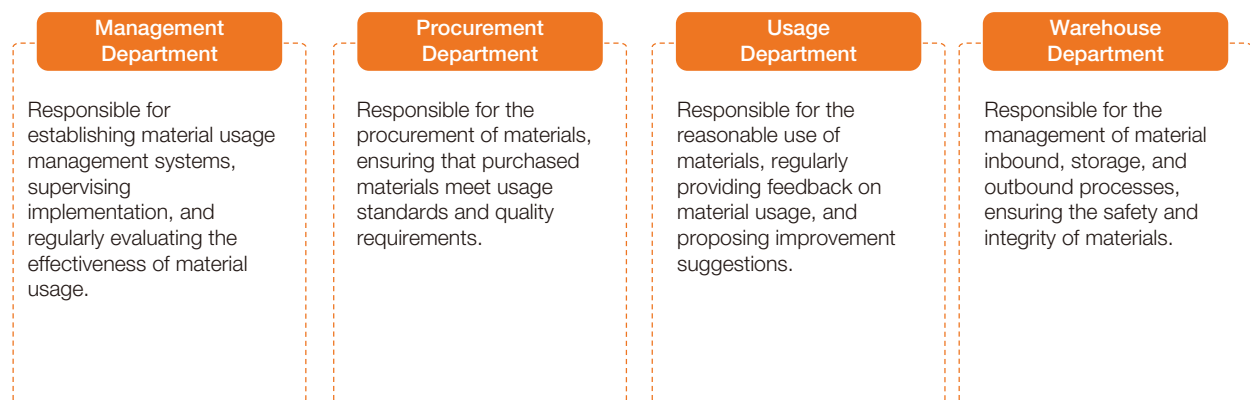 Management
Department
Responsible for
establishing material usage
management systems,
supervising
implementation, and
regularly evaluating the
effectiveness of material
usage.
Procurement
Department
Responsible for the
procurement of materials,
ensuring that purchased
materials meet usage
standards and quality
requirements.
Usage
Department
Responsible for the
reasonable use of
materials, regularly
providing feedback on
material usage, and
proposing improvement
suggestions.
Warehouse
Department
Responsible for the
management of material
inbound, storage, and
outbound processes,
ensuring the safety and
integrity of materials.